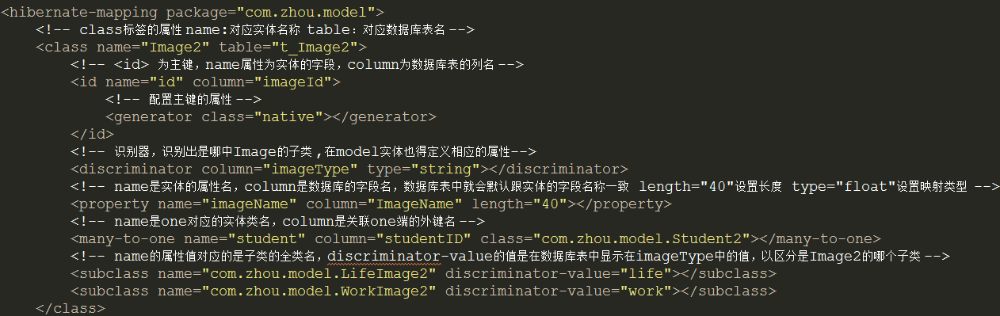 <hibernate-mapping package="com.zhou.model">
<!-- class标签的属性 name:对应实体名称 table：对应数据库表名 -->
<class name="Image2" table="t_Image2">
<!-- <id> 为主键，name属性为实体的字段，column为数据库表的列名 -->
<id name="id" column="imageId">
<!-- 配置主键的属性 -->
<generator class="native"></generator>
</id>
<!-- 识别器，识别出是哪中Image的子类 ,在model实体也得定义相应的属性-->
<discriminator column="imageType" type="string"></discriminator>
<!-- name是实体的属性名，column是数据库的字段名，数据库表中就会默认跟实体的字段名称一致 length="40"设置长度 type="float"设置映射类型 -->
<property name="imageName" column="ImageName" length="40"></property>
<!-- name是one对应的实体类名，column是关联one端的外键名 -->
<many-to-one name="student" column="studentID" class="com.zhou.model.Student2"></many-to-one>
<!-- name的属性值对应的是子类的全类名，discriminator-value的值是在数据库表中显示在imageType中的值，以区分是Image2的哪个子类 -->
<subclass name="com.zhou.model.LifeImage2" discriminator-value="life"></subclass>
<subclass name="com.zhou.model.WorkImage2" discriminator-value="work"></subclass>
</class>